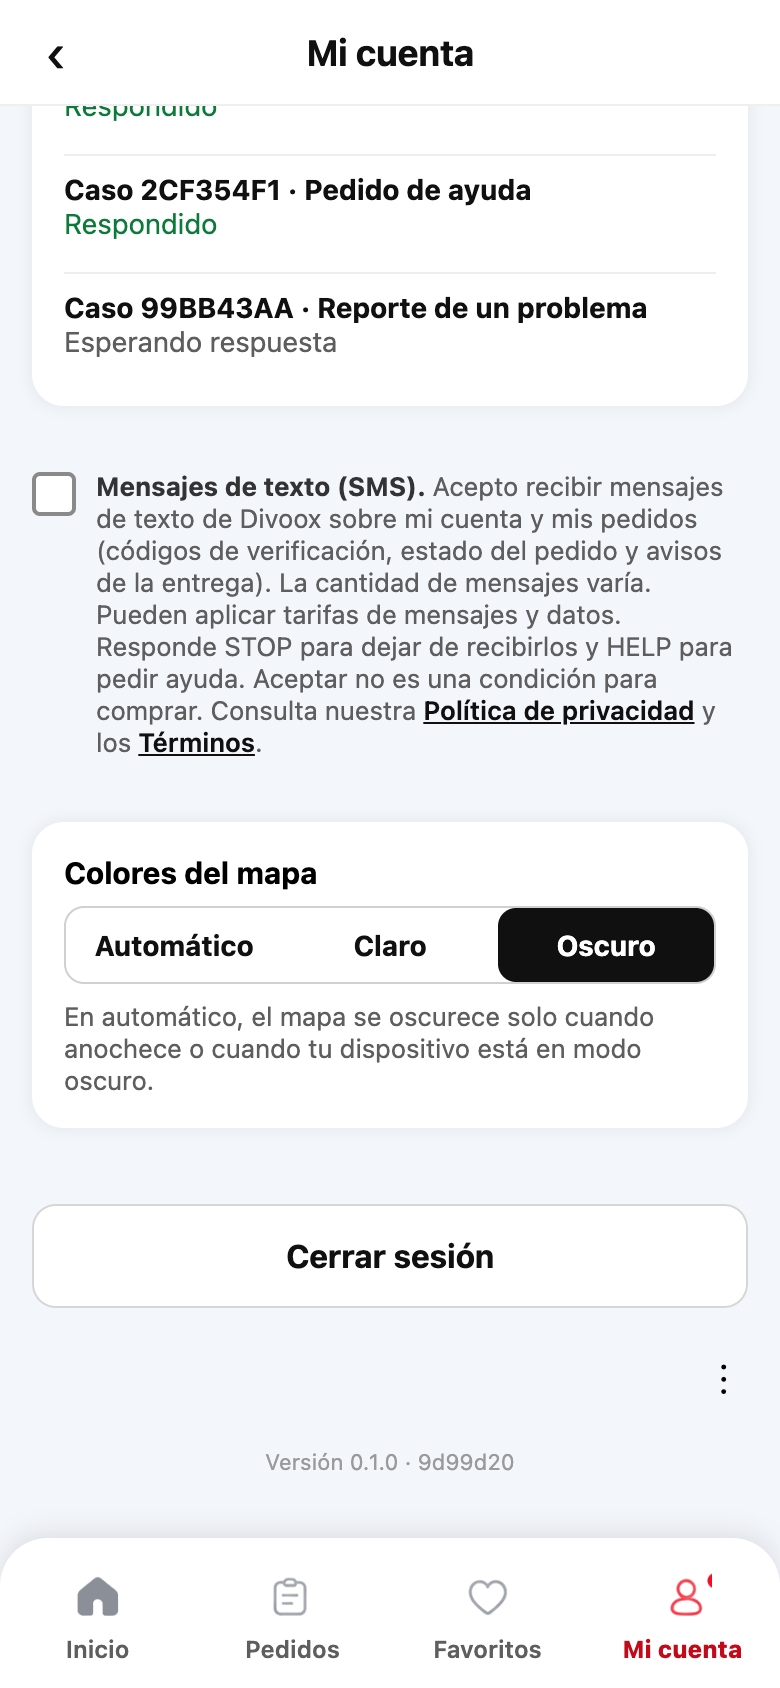 Mi cuenta
Respondido
Caso 2CF354F1 · Pedido de ayuda
Respondido
Caso 99BB43AA · Reporte de un problema
Esperando respuesta
Mensajes de texto (SMS). Acepto recibir mensajes
de texto de Divoox sobre mi cuenta y mis pedidos
(códigos de verificación, estado del pedido y avisos
de la entrega). La cantidad de mensajes varía.
Pueden aplicar tarifas de mensajes y datos.
Responde STOP para dejar de recibirlos y HELP para
pedir ayuda. Aceptar no es una condición para
comprar. Consulta nuestra Política de privacidad y
los Términos.
Colores del mapa
Automático Claro Oscuro
En automático, el mapa se oscurece solo cuando
anochece o cuando tu dispositivo está en modo
oscuro.
Cerrar sesión
Versión 0.1.0 · 9d99d20
Inicio Pedidos Favoritos Mi cuenta